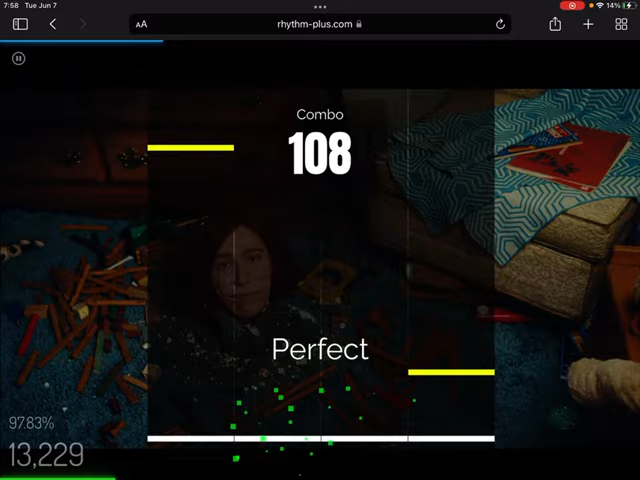 7:58 Tue Jun 7
14%
AA
rhythm-plus.com
Combo
108
Perfect
97.83%
13,229